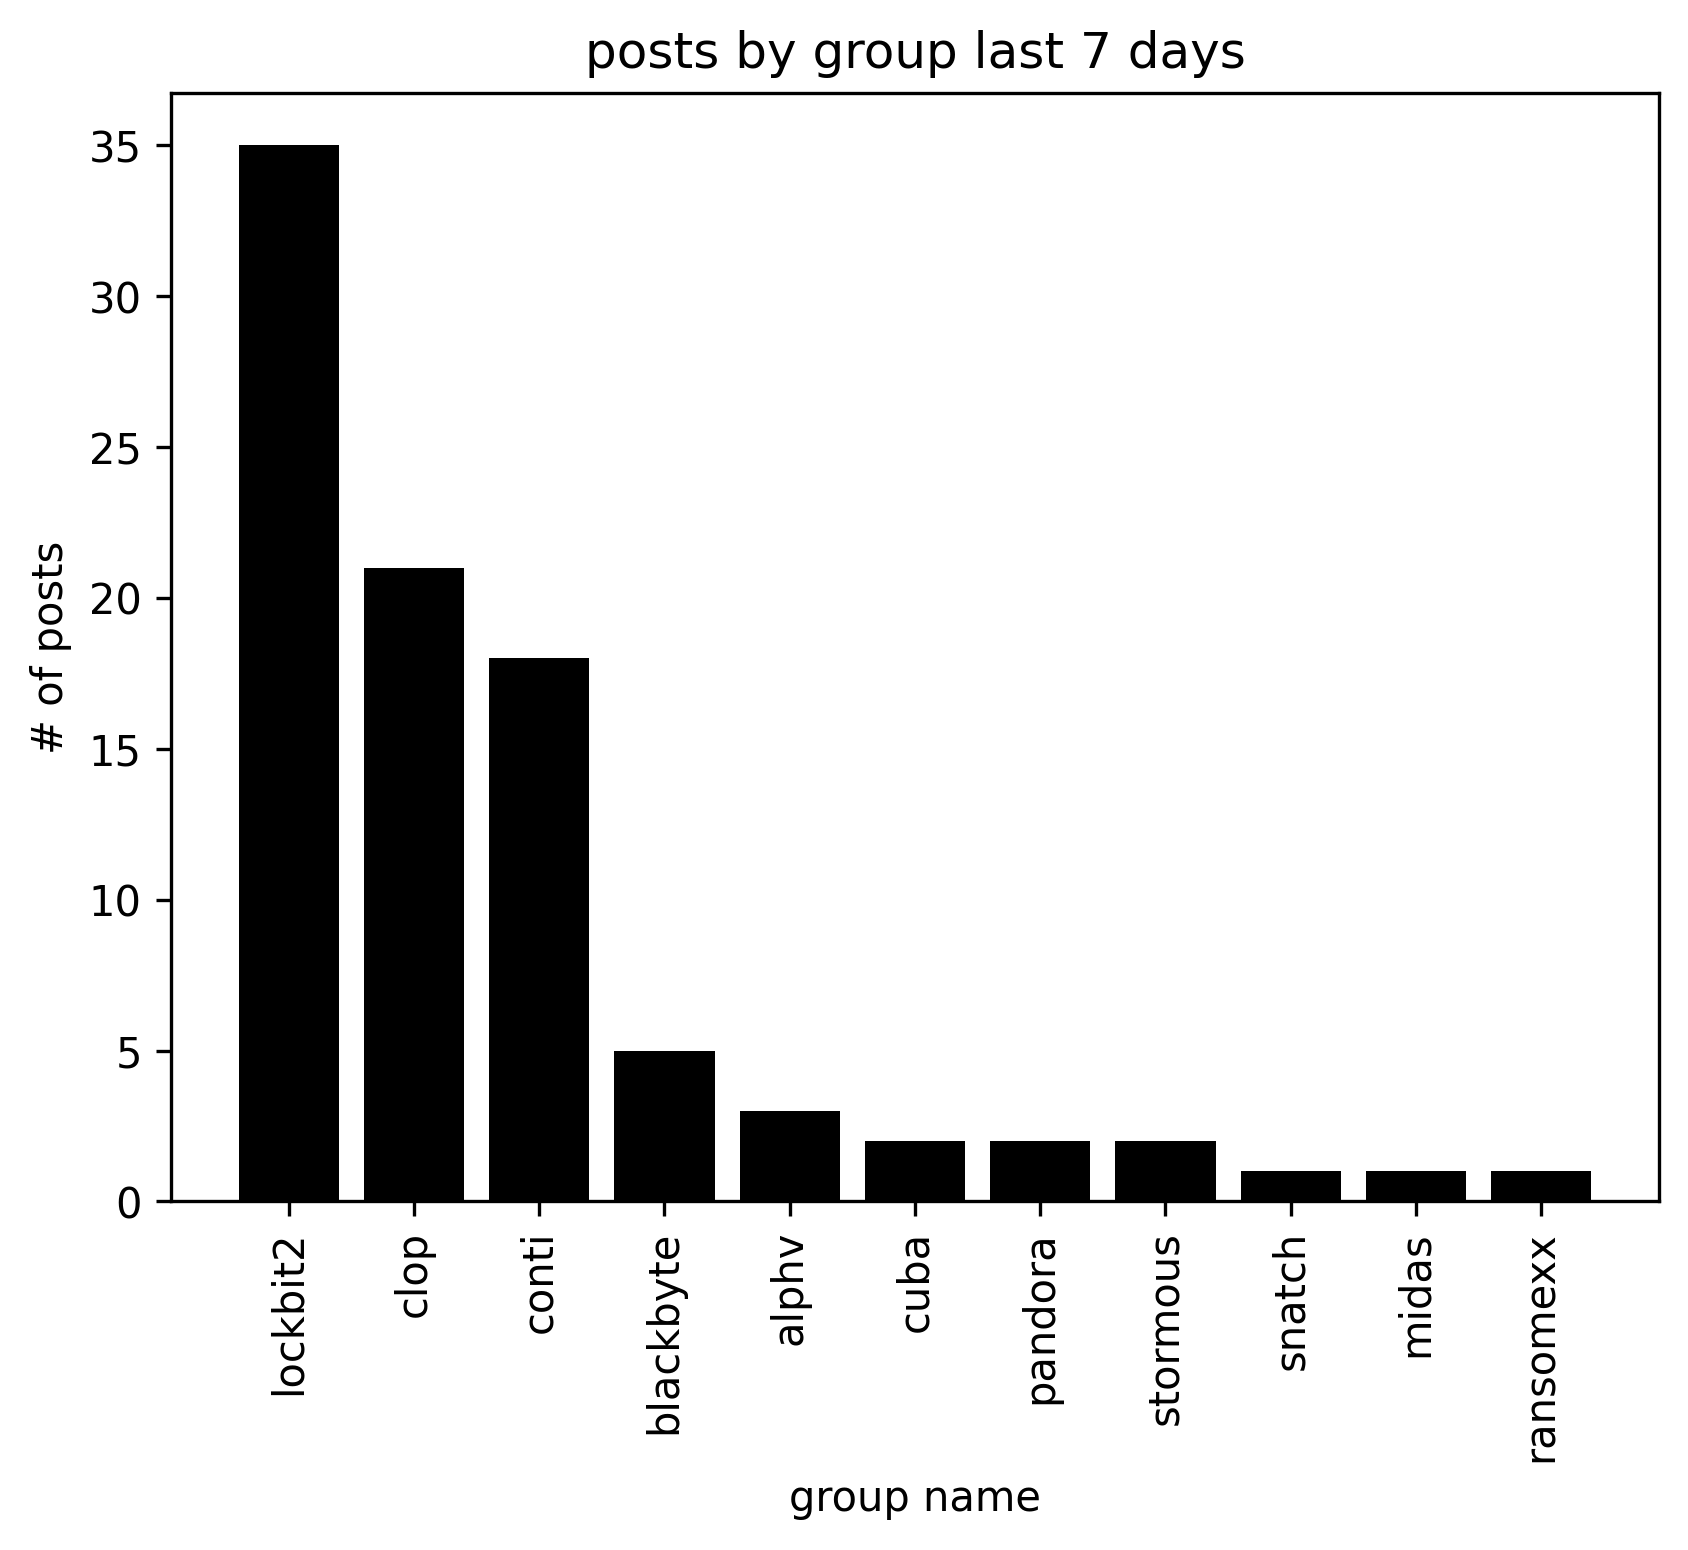 posts by group last 7 days
# of posts
35
30
25
20
15
10
5
0
lockbit2
clop
conti
blackbyte
alphv
cuba
pandora
stormous
snatch
midas
ransomexx
group name